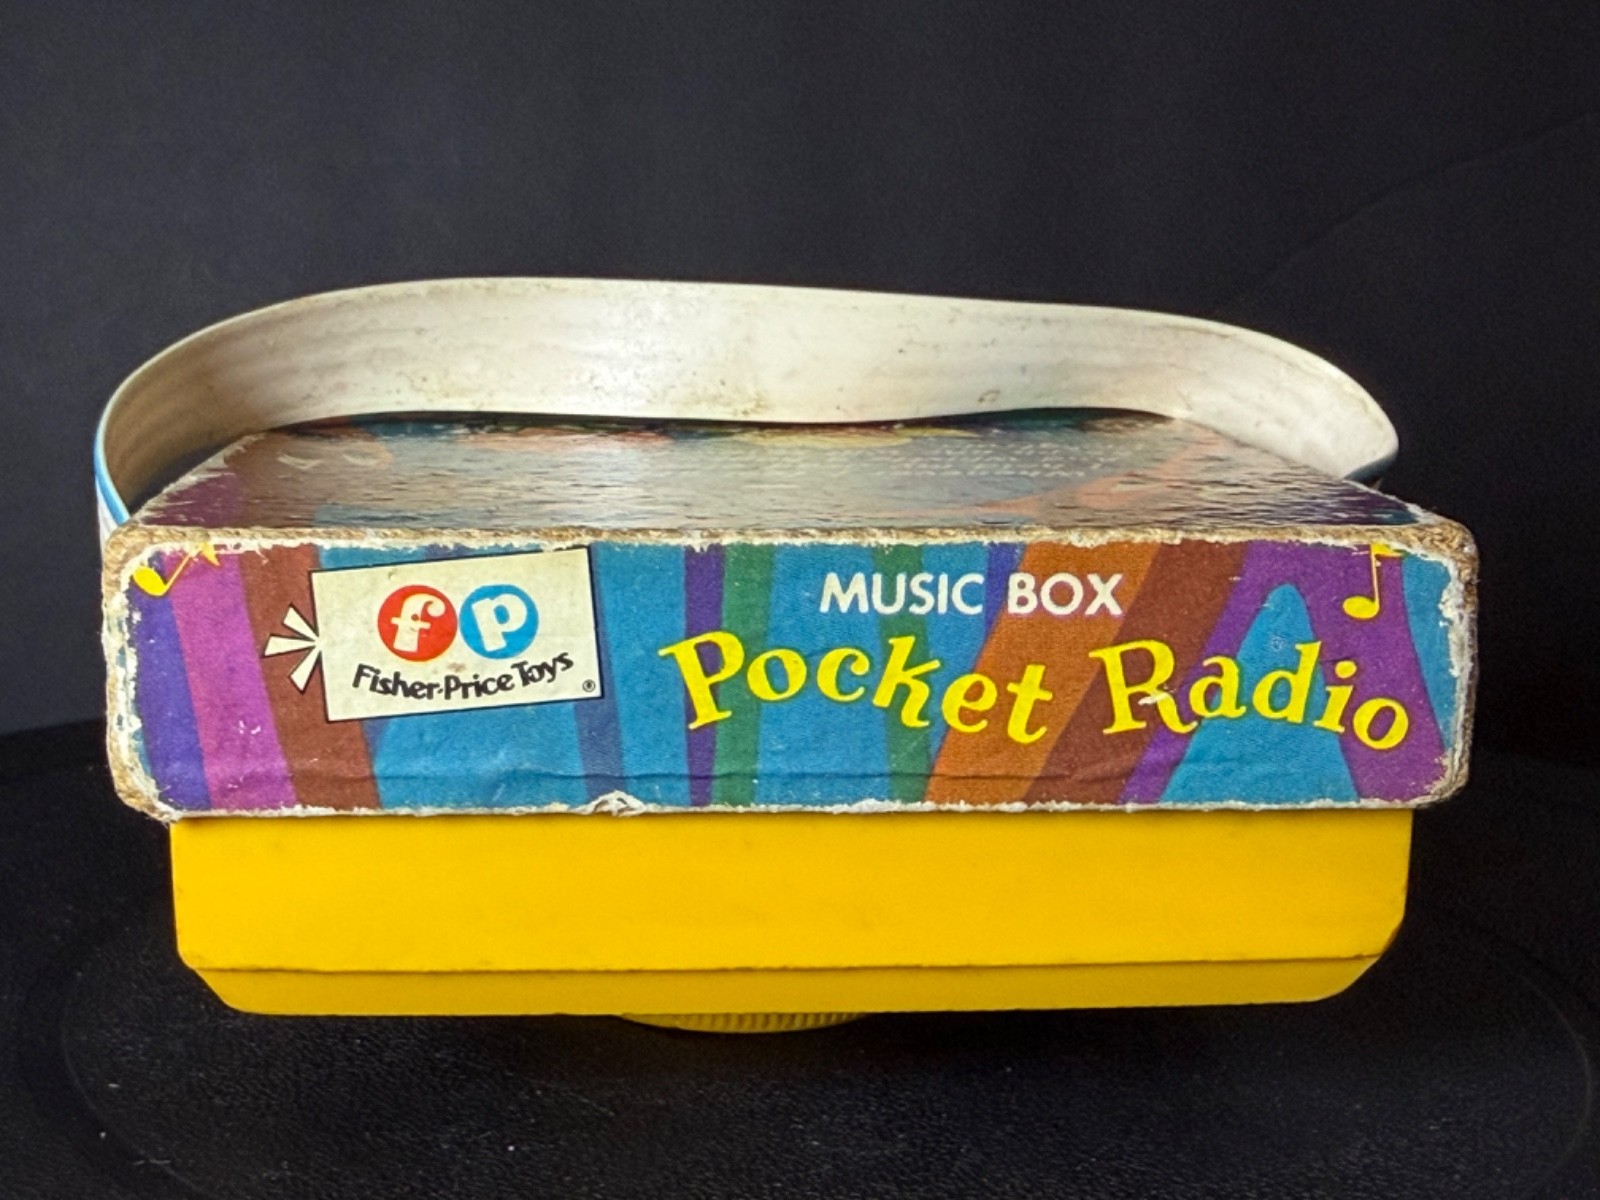 fp
Fisher-Price Toys ®
MUSIC BOX
Pocket Radio